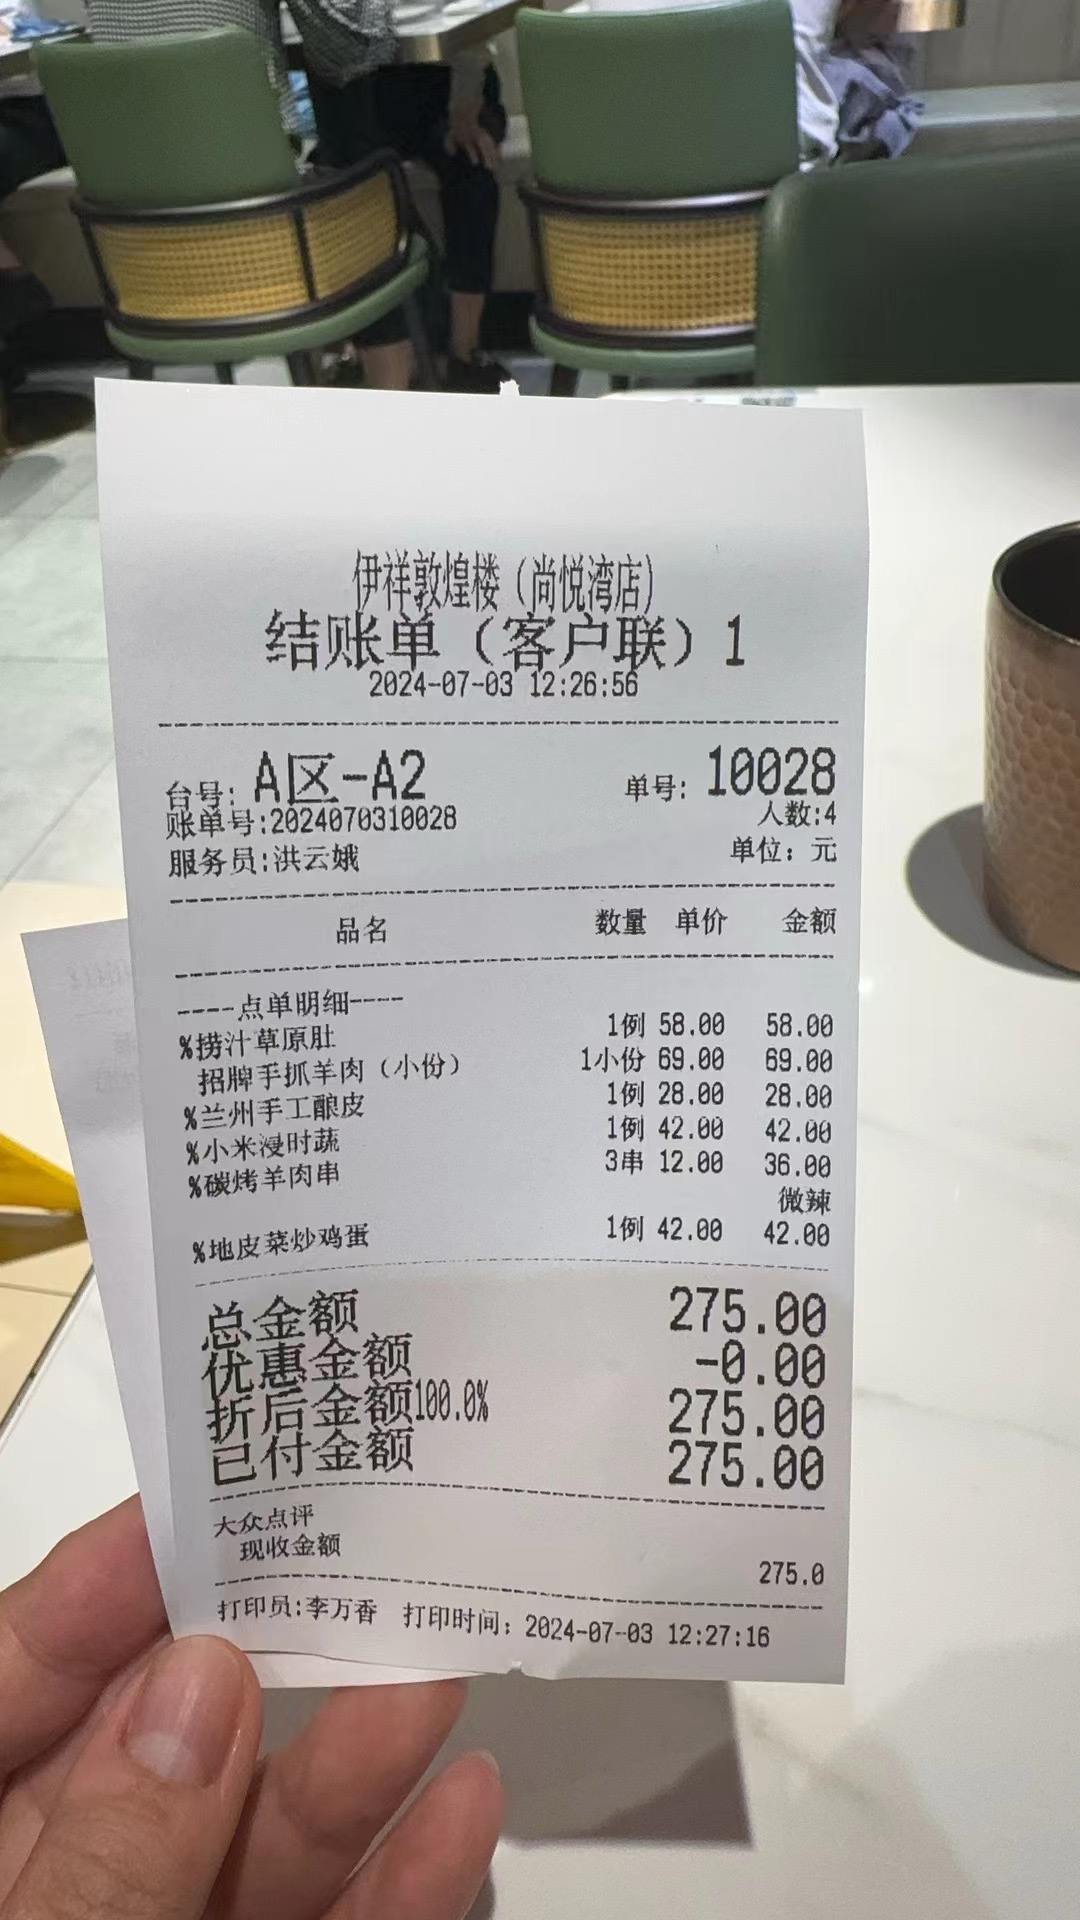 伊祥敦煌楼（尚悦湾店）
结账单（客户联）1
2024-07-03 12:26:56
台号: A区-A2 单号: 10028
账单号:2024070310028 人数:4
服务员:洪云娥 单位: 元
品名 数量 单价 金额
----点单明细----
%捞汁草原肚 1例 58.00 58.00
招牌手抓羊肉（小份） 1小份 69.00 69.00
%兰州手工酿皮 1例 28.00 28.00
%小米浸时蔬 1例 42.00 42.00
%碳烤羊肉串 3串 12.00 36.00
微辣
%地皮菜炒鸡蛋 1例 42.00 42.00
总金额 275.00
优惠金额 -0.00
折后金额100.0% 275.00
已付金额 275.00
大众点评
现收金额 275.0
打印员:李万香 打印时间: 2024-07-03 12:27:16